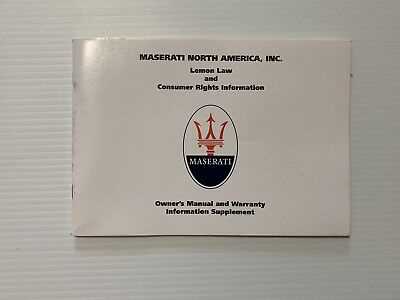 MASERATI NORTH AMERICA, INC.
Lemon Law
and
Consumer Rights Information
MASERATI
Owner's Manual and Warranty
Information Supplement